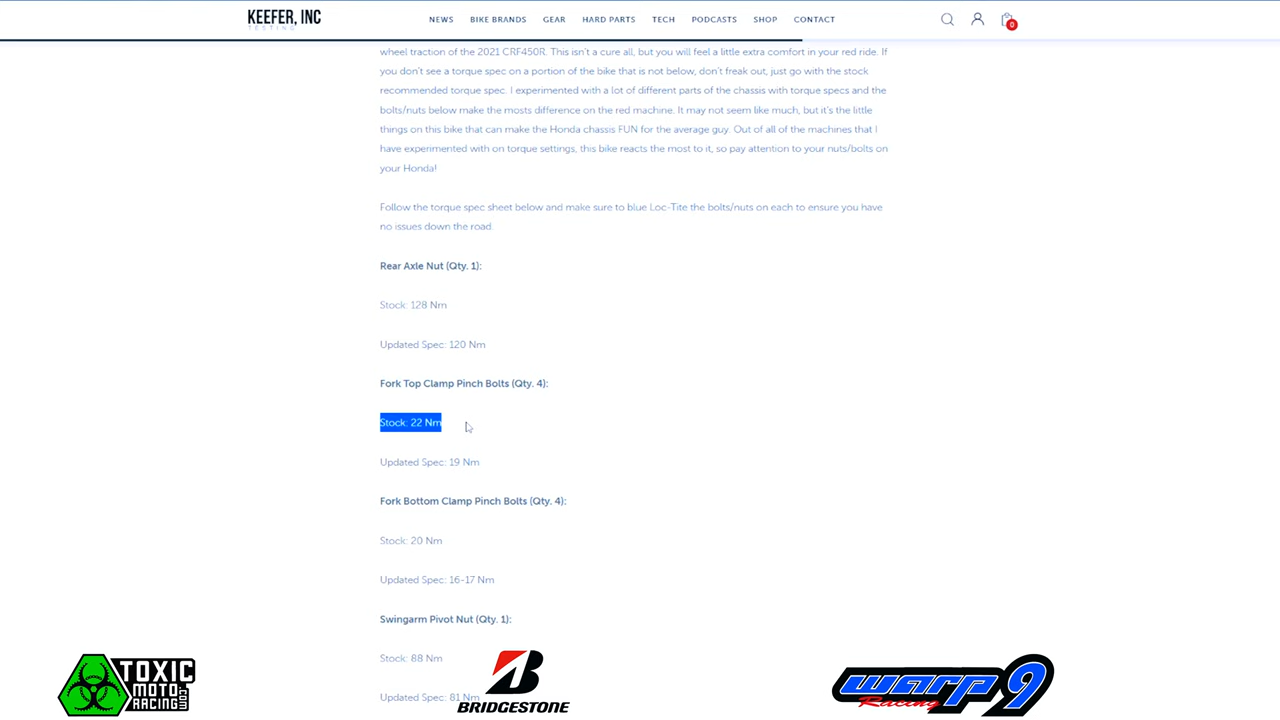 KEEFER, INC
TESTING
NEWS BIKE BRANDS GEAR HARD PARTS TECH PODCASTS SHOP CONTACT
0
wheel traction of the 2021 CRF450R. This isn't a cure all, but you will feel a little extra comfort in your red ride. If
you don't see a torque spec on a portion of the bike that is not below, don't freak out, just go with the stock
recommended torque spec. I experimented with a lot of different parts of the chassis with torque specs and the
bolts/nuts below make the mosts difference on the red machine. It may not seem like much, but it's the little
things on this bike that can make the Honda chassis FUN for the average guy. Out of all of the machines that I
have experimented with on torque settings, this bike reacts the most to it, so pay attention to your nuts/bolts on
your Honda!
Follow the torque spec sheet below and make sure to blue Loc-Tite the bolts/nuts on each to ensure you have
no issues down the road.
Rear Axle Nut (Qty. 1):
Stock: 128 Nm
Updated Spec: 120 Nm
Fork Top Clamp Pinch Bolts (Qty. 4):
Stock: 22 Nm
Updated Spec: 19 Nm
Fork Bottom Clamp Pinch Bolts (Qty. 4):
Stock: 20 Nm
Updated Spec: 16-17 Nm
Swingarm Pivot Nut (Qty. 1):
Stock: 88 Nm
Updated Spec: 81 Nm
TOXIC
MOTO
RACING.COM
BRIDGESTONE
warp 9
Racing